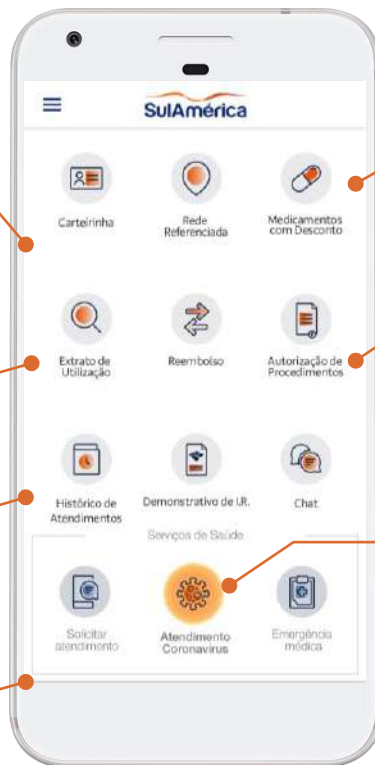 SulAmérica
Carteirinha
Rede
Referenciada
Medicamentos
com Desconto
Extrato de
Utilização
Reembolso
Autorização de
Procedimentos
Histórico de
Atendimentos
Demonstrativo de I.R.
Chat
Serviços de Saúde
Solicitar
atendimento
Atendimento
Coronavírus
Emergência
médica